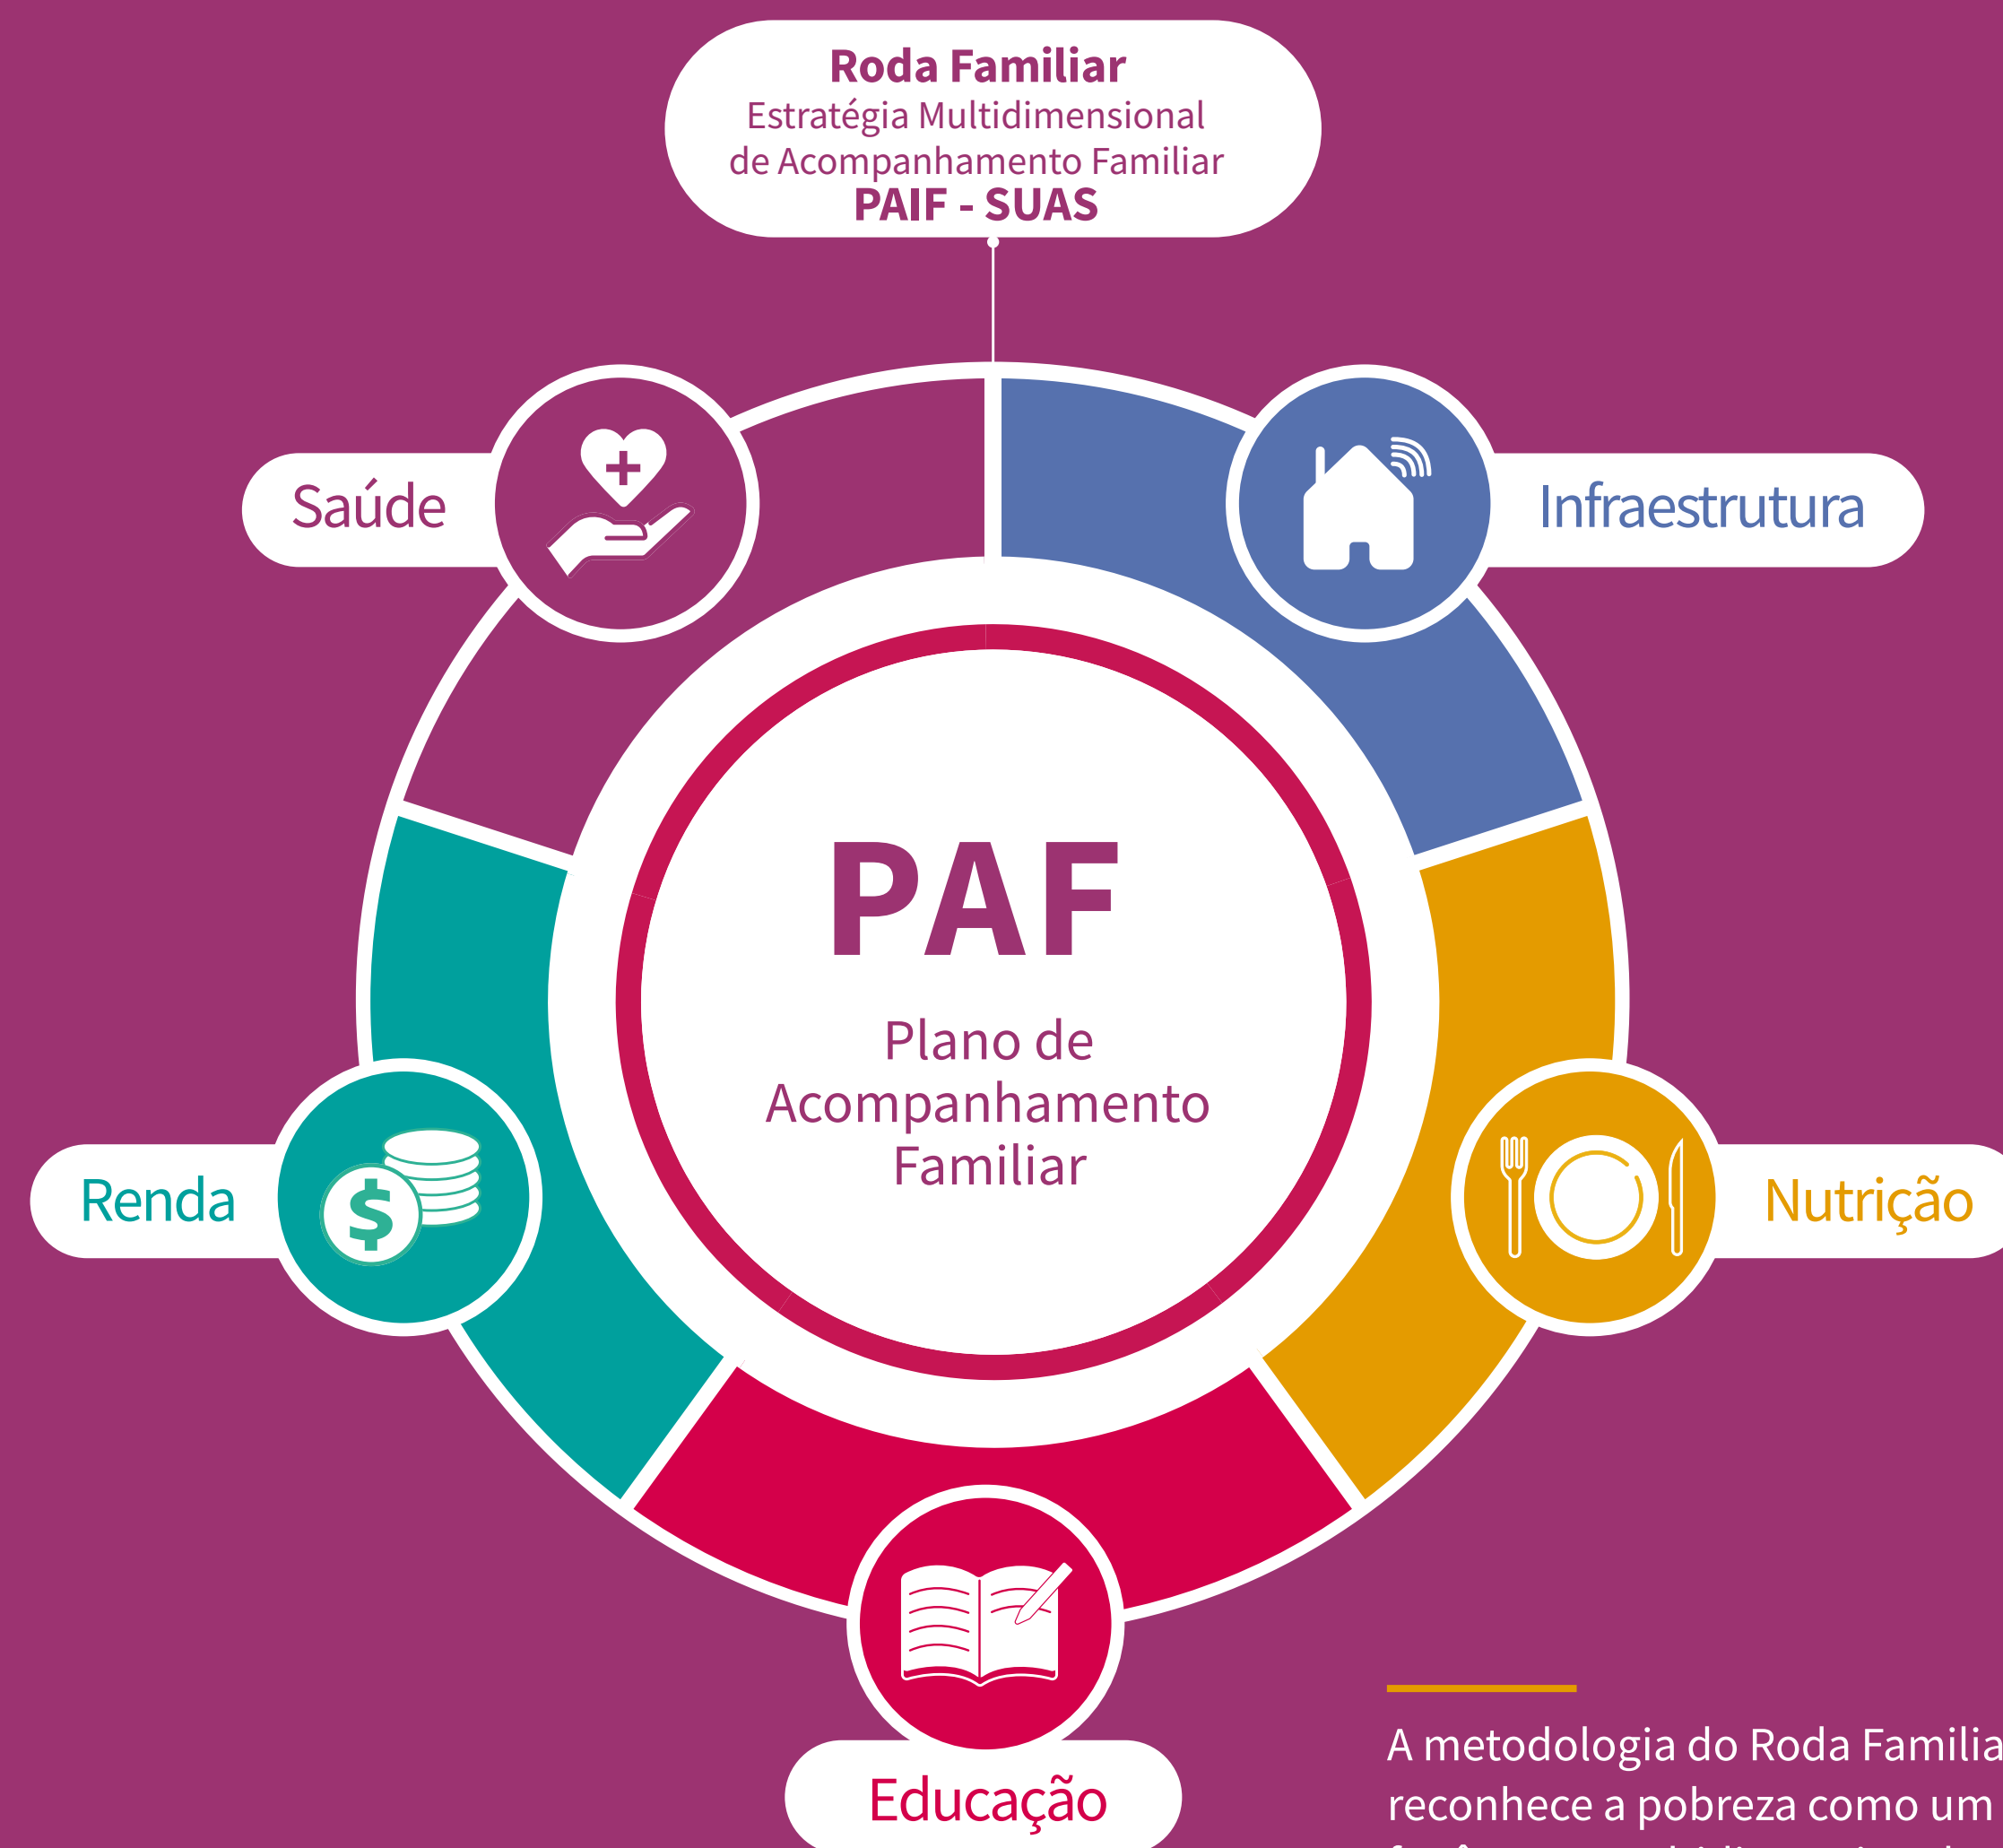 Roda Familiar
Estratégia Multidimensional
de Acompanhamento Familiar
PAIF - SUAS
Saúde
Infraestrutura
PAF
Plano de
Acompanhamento
Familiar
Renda
$
Nutrição
Educação
A metodologia do Roda Familia
reconhece a pobreza como um